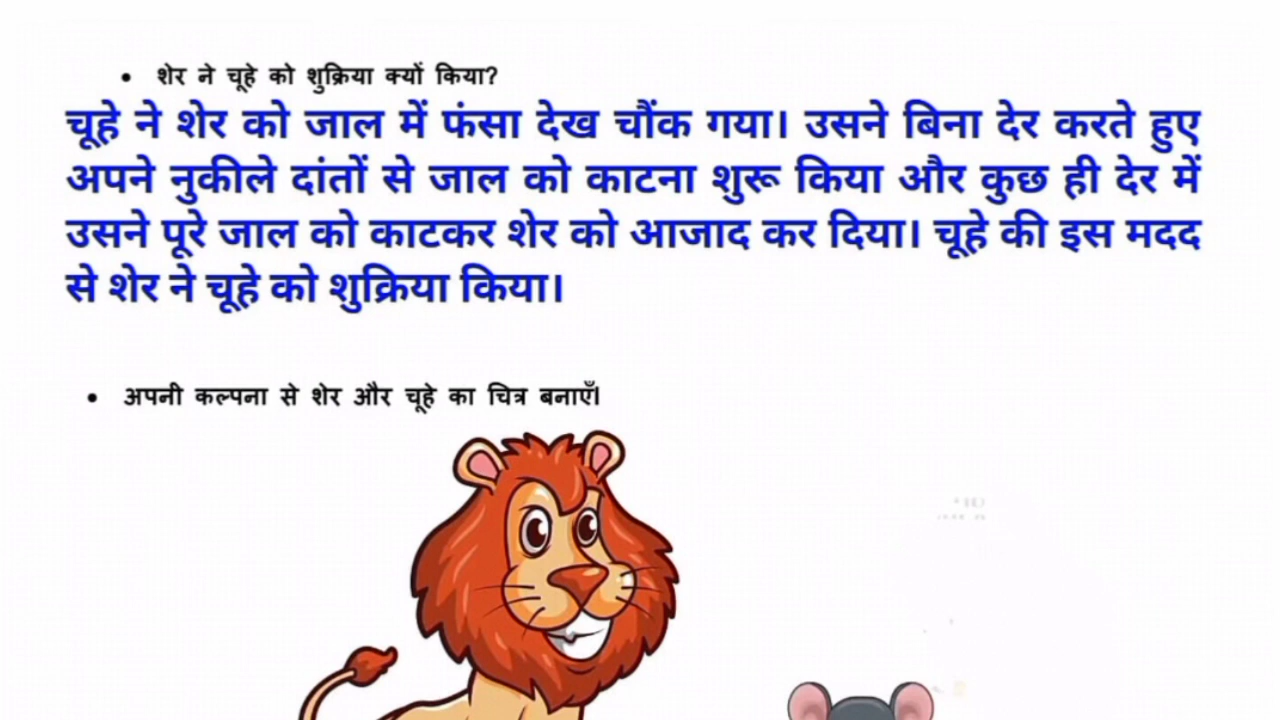 • शेर ने चूहे को शुक्रिया क्यों किया?
चूहे ने शेर को जाल में फंसा देख चौंक गया। उसने बिना देर करते हुए
अपने नुकीले दांतों से जाल को काटना शुरू किया और कुछ ही देर में
उसने पूरे जाल को काटकर शेर को आजाद कर दिया। चूहे की इस मदद
से शेर ने चूहे को शुक्रिया किया।
• अपनी कल्पना से शेर और चूहे का चित्र बनाएँ।